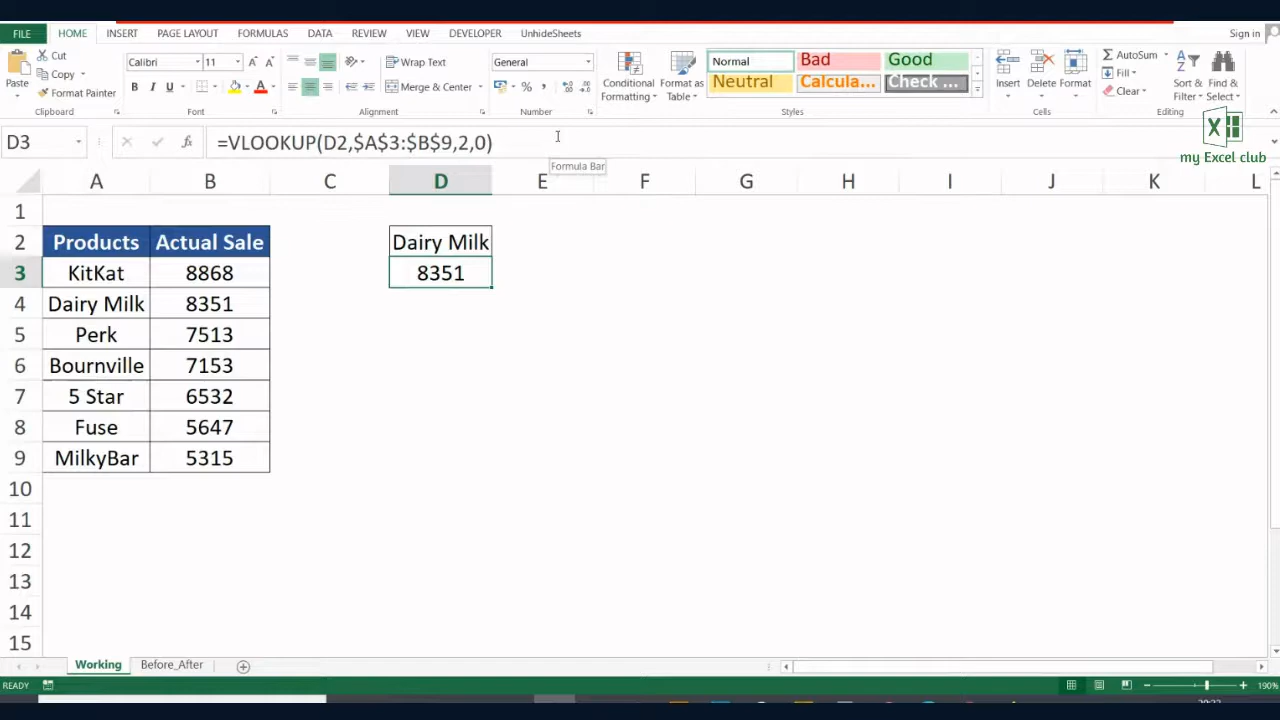 FILE HOME INSERT PAGE LAYOUT FORMULAS DATA REVIEW VIEW DEVELOPER UnhideSheets Sign in
Paste
Cut
Copy
Format Painter
Clipboard
Calibri 11
B I U
Font
Wrap Text
Merge & Center
Alignment
General
%
Number
Conditional Formatting
Format as Table
Normal Bad Good
Neutral Calcula... Check ...
Styles
Insert Delete Format
Cells
AutoSum
Fill
Clear
Sort & Filter
Find & Select
Editing
my Excel club
D3 fx =VLOOKUP(D2,$A$3:$B$9,2,0)
Formula Bar
A B C D E F G H I J K L
1
2 Products Actual Sale Dairy Milk
3 KitKat 8868 8351
4 Dairy Milk 8351
5 Perk 7513
6 Bournville 7153
7 5 Star 6532
8 Fuse 5647
9 MilkyBar 5315
10
11
12
13
14
15
Working Before_After
READY 190%